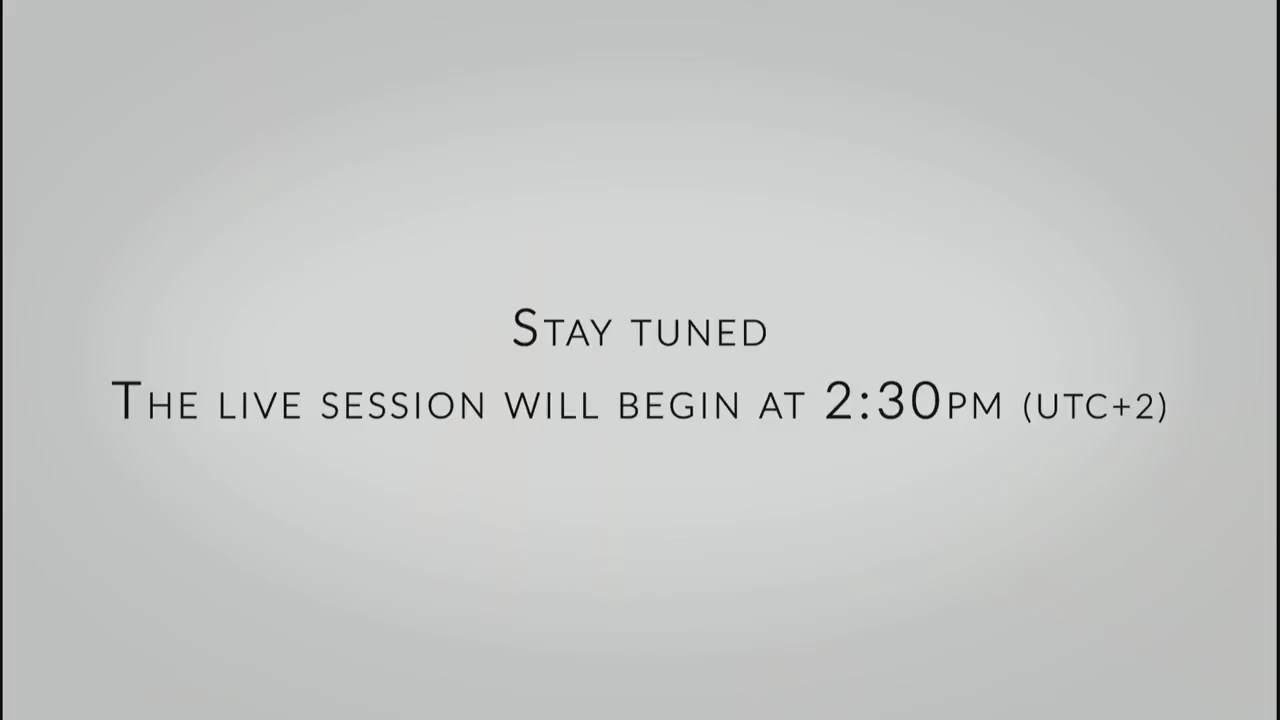 Stay tuned
The live session will begin at 2:30pm (UTC+2)